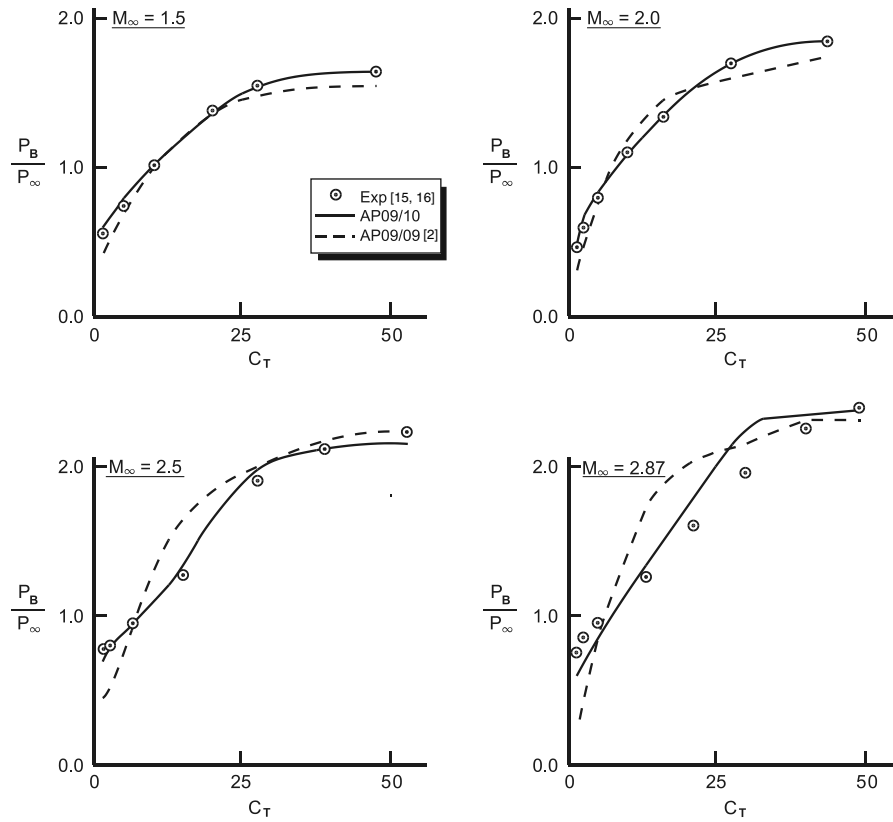 M∞ = 1.5
2.0
1.0
0.0
P_B
P∞
0
25
50
C_T
Exp [15, 16]
AP09/10
AP09/09 [2]
M∞ = 2.0
2.0
1.0
0.0
P_B
P∞
0
25
50
C_T
M∞ = 2.5
2.0
1.0
0.0
P_B
P∞
0
25
50
C_T
M∞ = 2.87
2.0
1.0
0.0
P_B
P∞
0
25
50
C_T